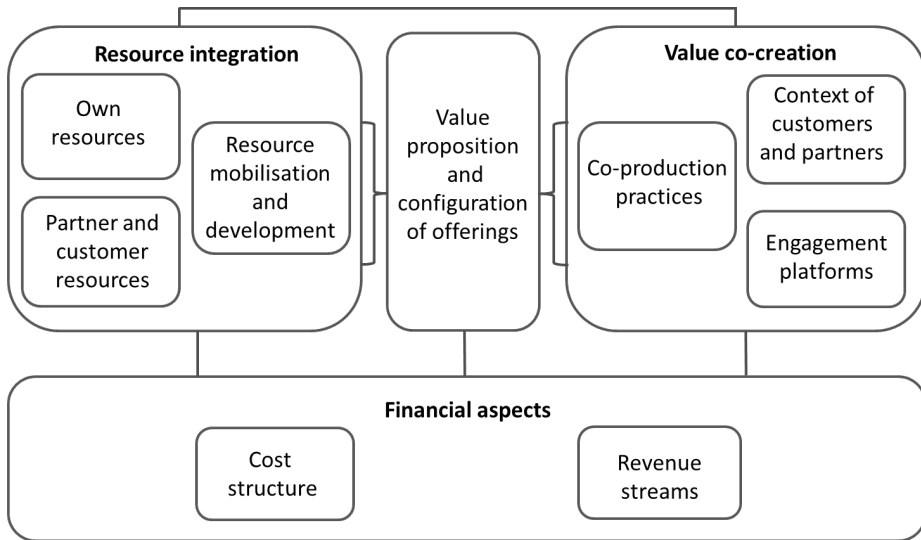 Resource integration
Own
resources
Partner and
customer
resources
Resource
mobilisation
and
development
Value
proposition
and
configuration
of offerings
Value co-creation
Co-production
practices
Context of
customers
and partners
Engagement
platforms
Financial aspects
Cost
structure
Revenue
streams